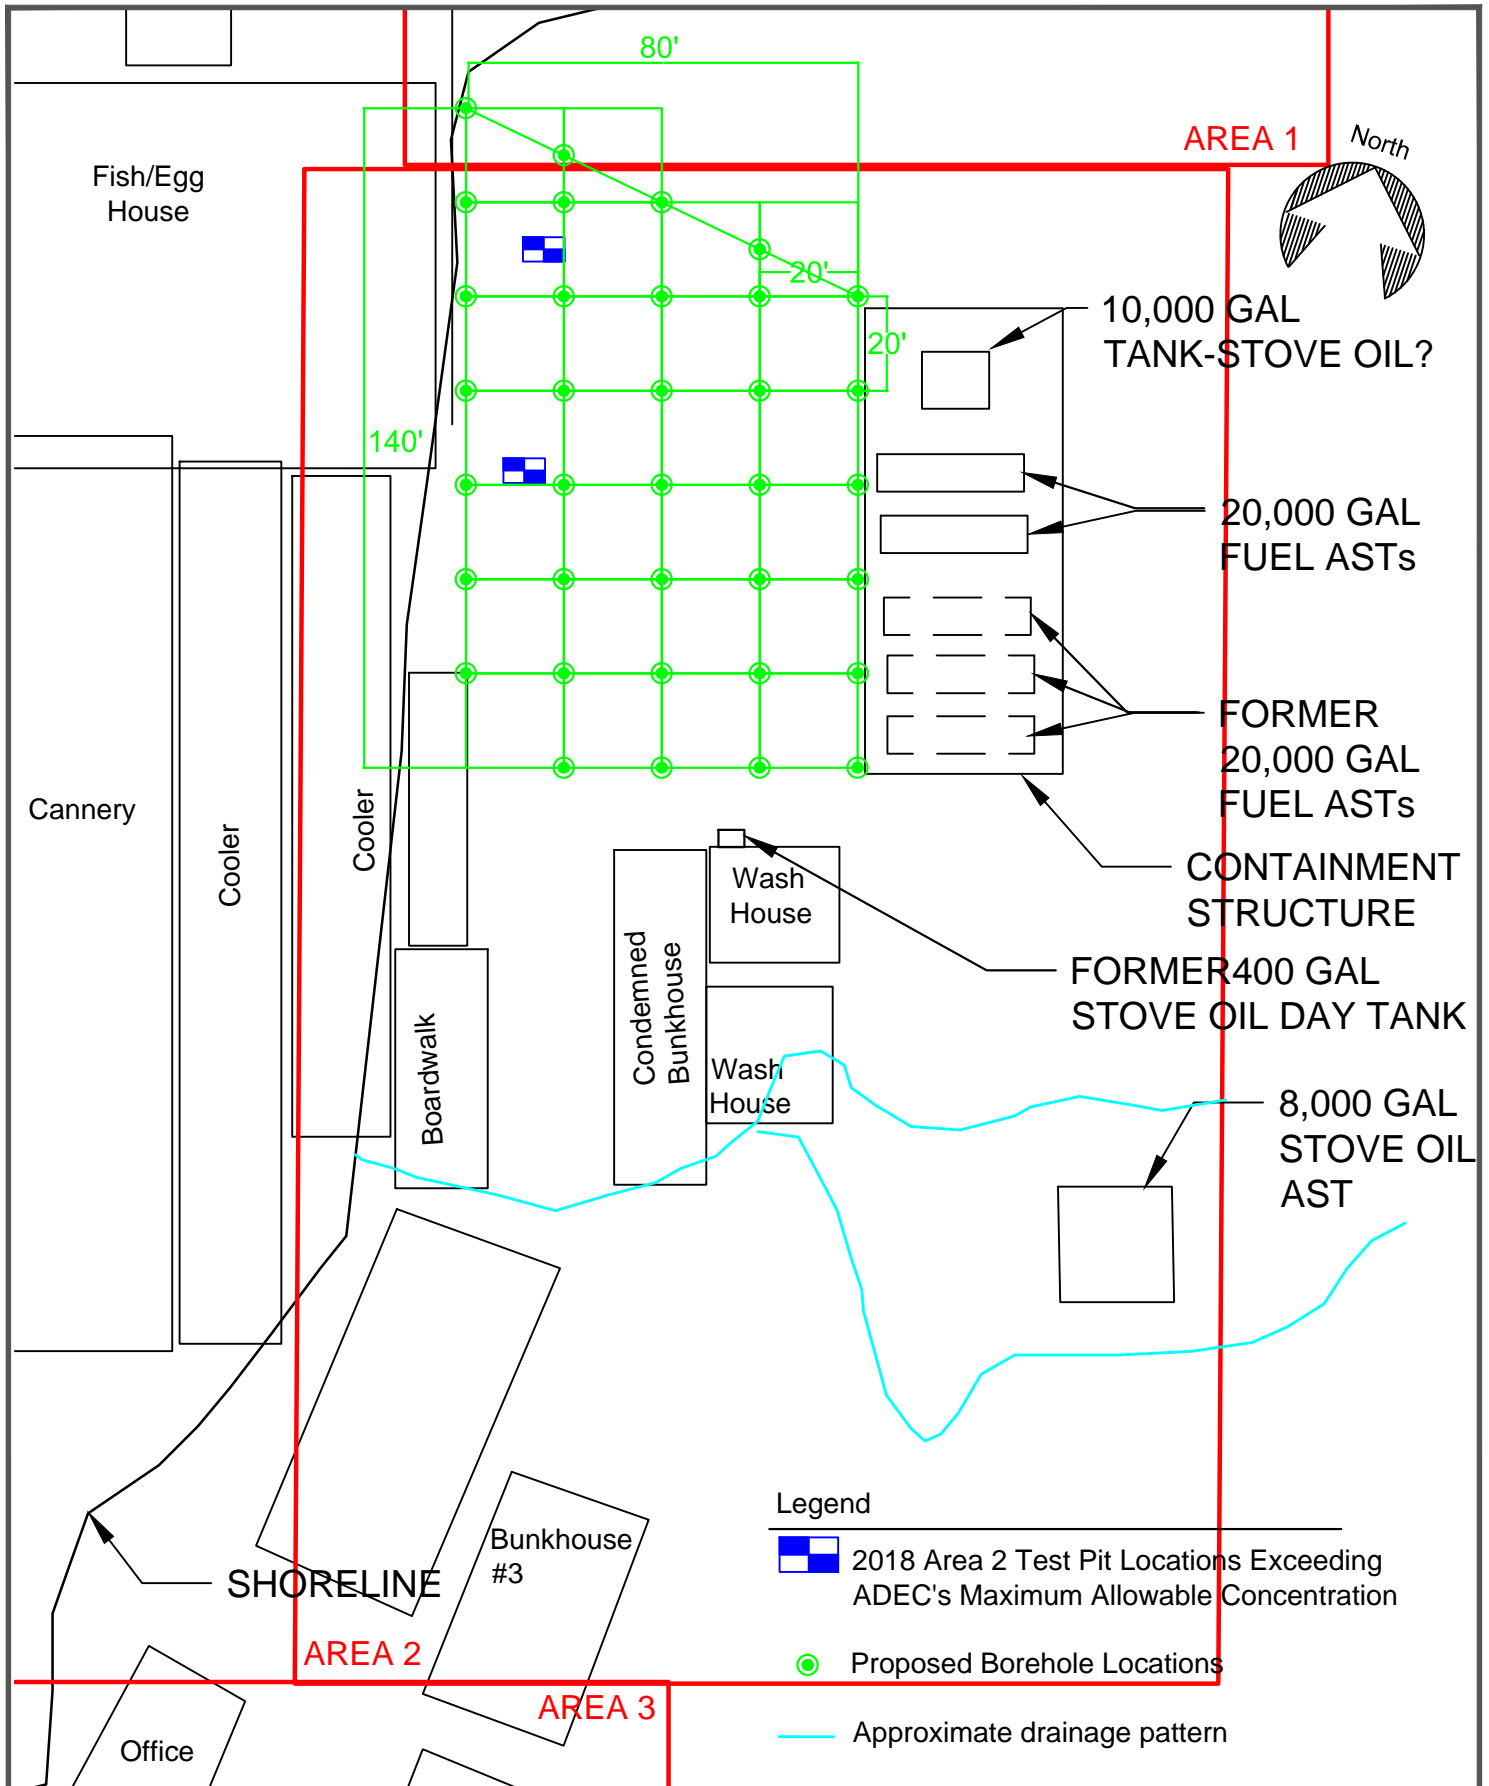 80'
AREA 1
North
Fish/Egg
House
20'
10,000 GAL
TANK-STOVE OIL?
20'
140'
20,000 GAL
FUEL ASTs
FORMER
20,000 GAL
FUEL ASTs
Cannery
Cooler
Cooler
CONTAINMENT
STRUCTURE
Wash
House
FORMER400 GAL
STOVE OIL DAY TANK
Condemned
Bunkhouse
Boardwalk
Wash
House
8,000 GAL
STOVE OIL
AST
Legend
2018 Area 2 Test Pit Locations Exceeding
ADEC's Maximum Allowable Concentration
Bunkhouse
#3
SHORELINE
AREA 2
Proposed Borehole Locations
AREA 3
Approximate drainage pattern
Office